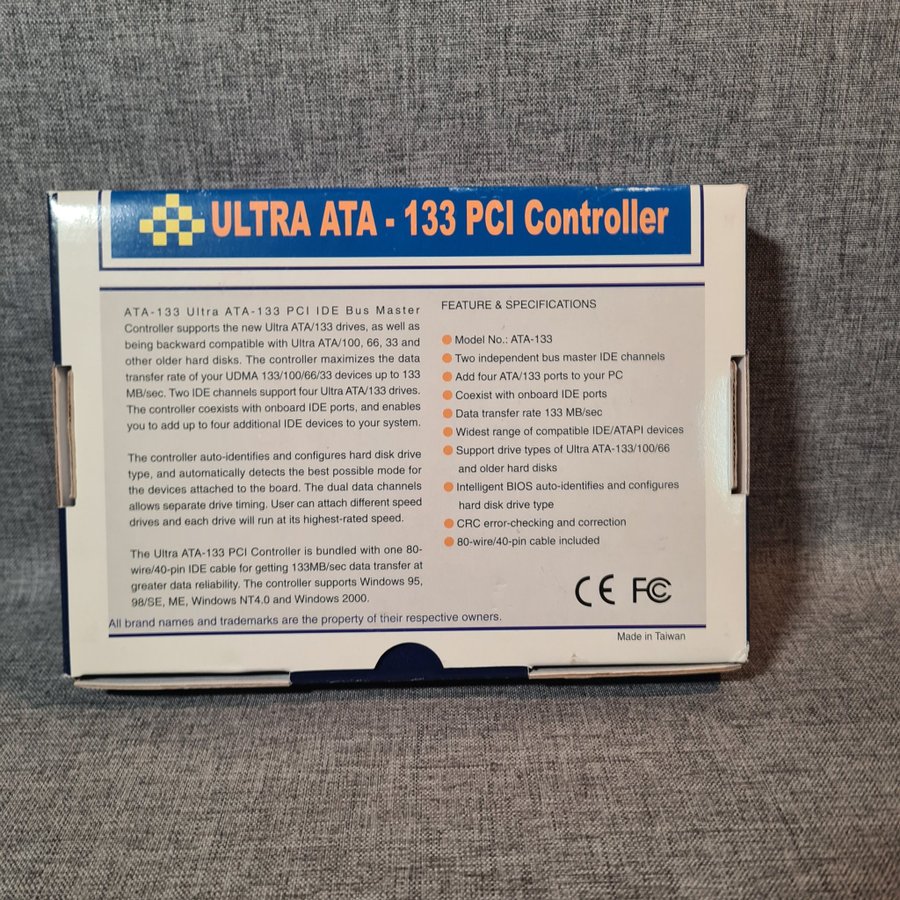 ULTRA ATA - 133 PCI Controller
ATA-133 Ultra ATA-133 PCI IDE Bus Master
Controller supports the new Ultra ATA/133 drives, as well as
being backward compatible with Ultra ATA/100, 66, 33 and
other older hard disks. The controller maximizes the data
transfer rate of your UDMA 133/100/66/33 devices up to 133
MB/sec. Two IDE channels support four Ultra ATA/133 drives.
The controller coexists with onboard IDE ports, and enables
you to add up to four additional IDE devices to your system.
The controller auto-identifies and configures hard disk drive
type, and automatically detects the best possible mode for
the devices attached to the board. The dual data channels
allows separate drive timing. User can attach different speed
drives and each drive will run at its highest-rated speed.
The Ultra ATA-133 PCI Controller is bundled with one 80-
wire/40-pin IDE cable for getting 133MB/sec data transfer at
greater data reliability. The controller supports Windows 95,
98/SE, ME, Windows NT4.0 and Windows 2000.
All brand names and trademarks are the property of their respective owners.
FEATURE & SPECIFICATIONS
Model No.: ATA-133
Two independent bus master IDE channels
Add four ATA/133 ports to your PC
Coexist with onboard IDE ports
Data transfer rate 133 MB/sec
Widest range of compatible IDE/ATAPI devices
Support drive types of Ultra ATA-133/100/66
and older hard disks
Intelligent BIOS auto-identifies and configures
hard disk drive type
CRC error-checking and correction
80-wire/40-pin cable included
CE FC
Made in Taiwan